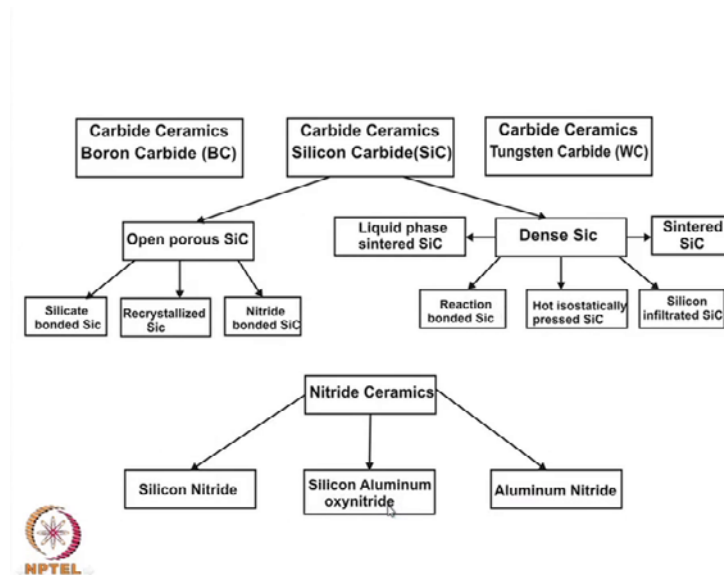 Carbide Ceramics
Boron Carbide (BC)
Carbide Ceramics
Silicon Carbide(SiC)
Carbide Ceramics
Tungsten Carbide (WC)
Open porous SiC
Liquid phase
sintered SiC
Dense Sic
Sintered
SiC
Silicate
bonded Sic
Recrystallized
Sic
Nitride
bonded SiC
Reaction
bonded Sic
Hot isostatically
pressed SiC
Silicon
infiltrated SiC
Nitride Ceramics
Silicon Nitride
Silicon Aluminum
oxynitride
Aluminum Nitride
NPTEL